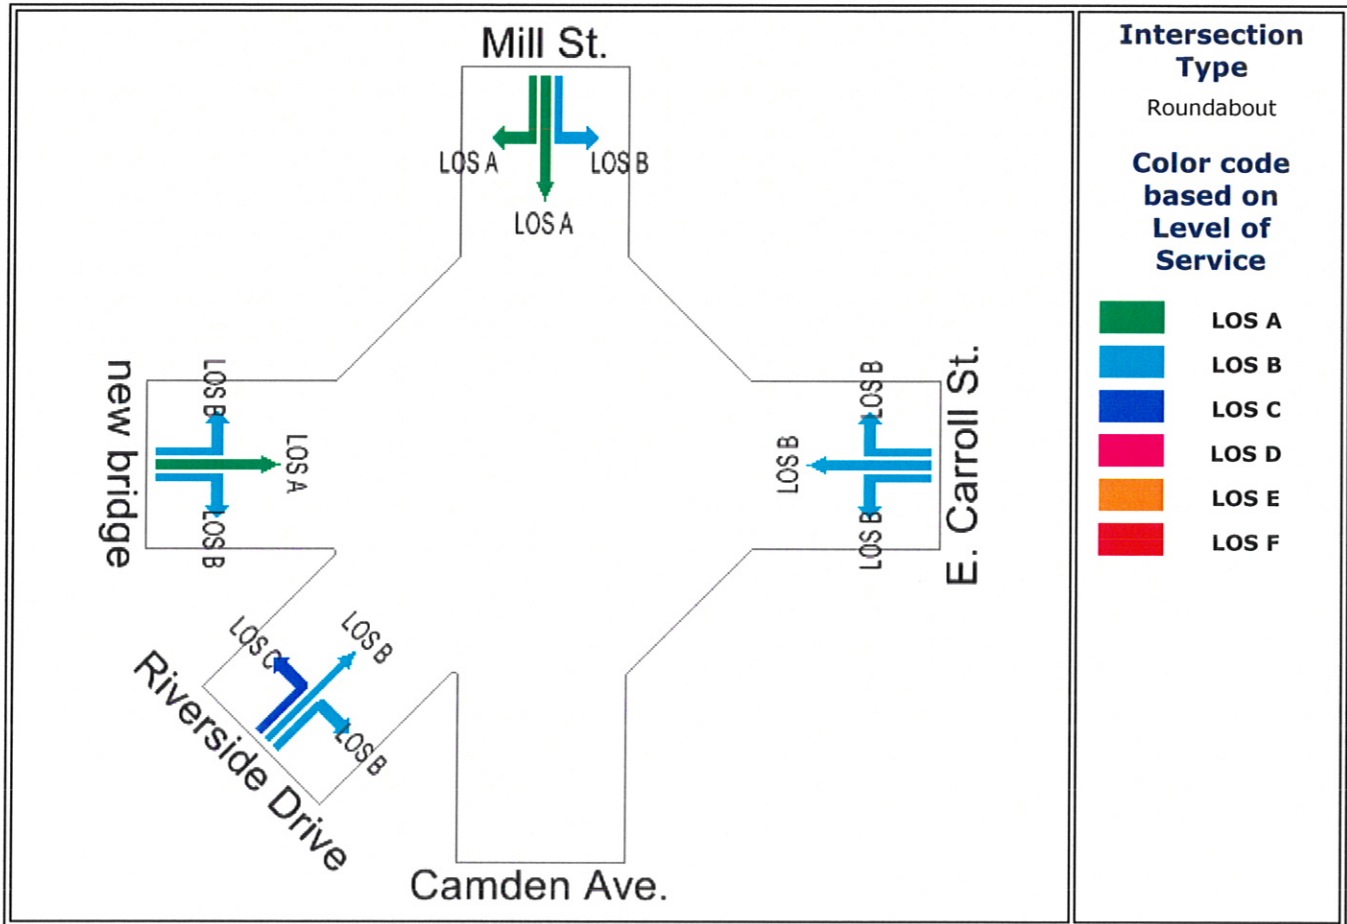 Mill St.
LOS A
LOS B
LOS A
new bridge
LOS B
LOS A
LOS B
E. Carroll St.
LOS B
LOS B
LOS B
Riverside Drive
LOS C
LOS B
LOS B
Camden Ave.
Intersection
Type
Roundabout
Color code
based on
Level of
Service
LOS A
LOS B
LOS C
LOS D
LOS E
LOS F